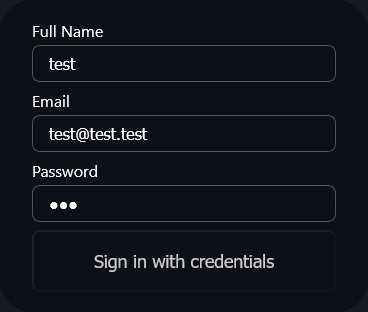 Full Name
test
Email
test@test.test
Password
●●●
Sign in with credentials